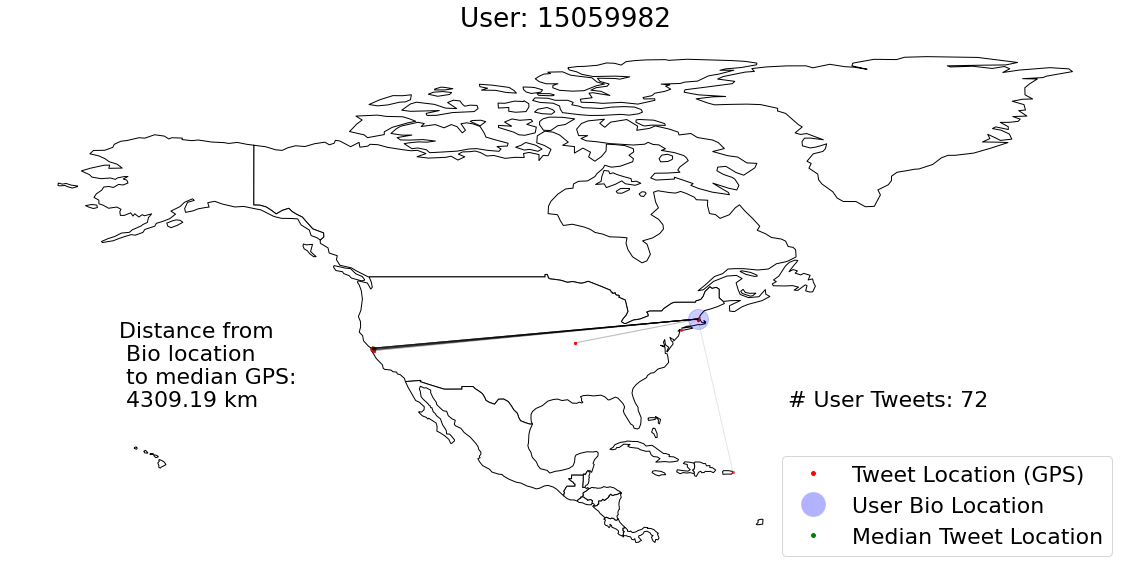 User: 15059982
Distance from
Bio location
to median GPS:
4309.19 km
# User Tweets: 72
Tweet Location (GPS)
User Bio Location
Median Tweet Location